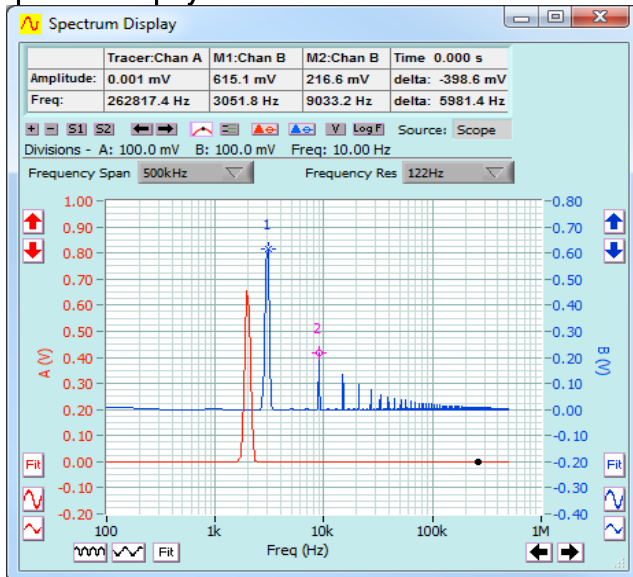 Spectrum Display
Tracer:Chan A M1:Chan B M2:Chan B Time 0.000 s
Amplitude: 0.001 mV 615.1 mV 216.6 mV delta: -398.6 mV
Freq: 262817.4 Hz 3051.8 Hz 9033.2 Hz delta: 5981.4 Hz
+ - S1 S2 V Log F Source: Scope
Divisions - A: 100.0 mV B: 100.0 mV Freq: 10.00 Hz
Frequency Span 500kHz Frequency Res 122Hz
1.00 -0.80
0.90 1 -0.70
0.80 -0.60
0.70 -0.50
0.60 -0.40
0.50 2 -0.30
A (V) 0.40 -0.20 B (V)
0.30 -0.10
0.20 -0.00
0.10 -0.10
Fit 0.00 -0.20 Fit
-0.10 -0.30
-0.20 -0.40
100 1k 10k 100k 1M
Fit Freq (Hz)